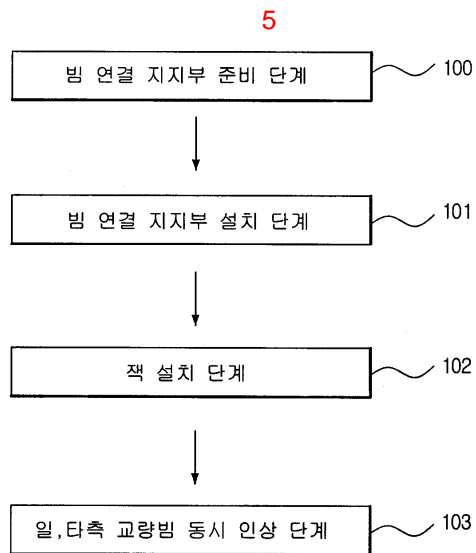 5
빔 연결 지지부 준비 단계
100
빔 연결 지지부 설치 단계
101
잭 설치 단계
102
일,타측 교량빔 동시 인상 단계
103